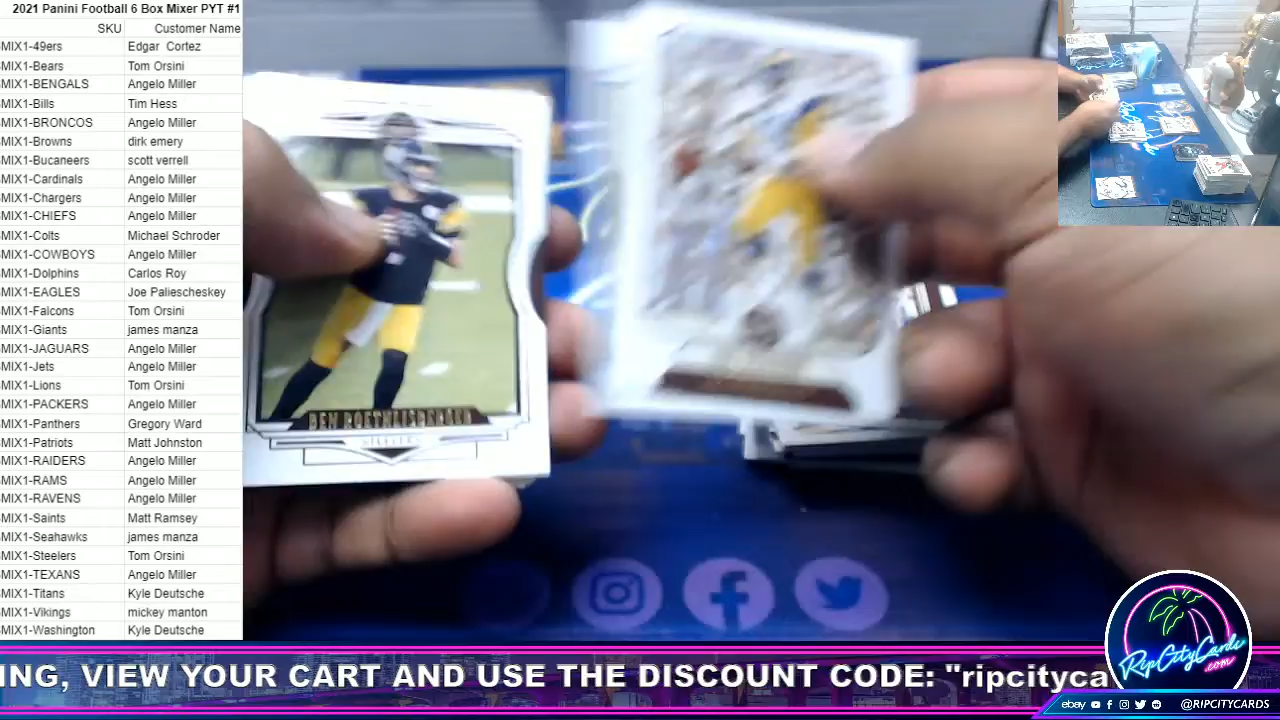 2021 Panini Football 6 Box Mixer PYT #1
SKU Customer Name
MIX1-49ers Edgar Cortez
MIX1-Bears Tom Orsini
MIX1-BENGALS Angelo Miller
MIX1-Bills Tim Hess
MIX1-BRONCOS Angelo Miller
MIX1-Browns dirk emery
MIX1-Bucaneers scott verrell
MIX1-Cardinals Angelo Miller
MIX1-Chargers Angelo Miller
MIX1-CHIEFS Angelo Miller
MIX1-Colts Michael Schroder
MIX1-COWBOYS Angelo Miller
MIX1-Dolphins Carlos Roy
MIX1-EAGLES Joe Paliescheskey
MIX1-Falcons Tom Orsini
MIX1-Giants james manza
MIX1-JAGUARS Angelo Miller
MIX1-Jets Angelo Miller
MIX1-Lions Tom Orsini
MIX1-PACKERS Angelo Miller
MIX1-Panthers Gregory Ward
MIX1-Patriots Matt Johnston
MIX1-RAIDERS Angelo Miller
MIX1-RAMS Angelo Miller
MIX1-RAVENS Angelo Miller
MIX1-Saints Matt Ramsey
MIX1-Seahawks james manza
MIX1-Steelers Tom Orsini
MIX1-TEXANS Angelo Miller
MIX1-Titans Kyle Deutsche
MIX1-Vikings mickey manton
MIX1-Washington Kyle Deutsche
BEN ROETHLISBERGER
STEELERS
ING, VIEW YOUR CART AND USE THE DISCOUNT CODE: "ripcityca
RipCityCards
.com
ebay @RIPCITYCARDS